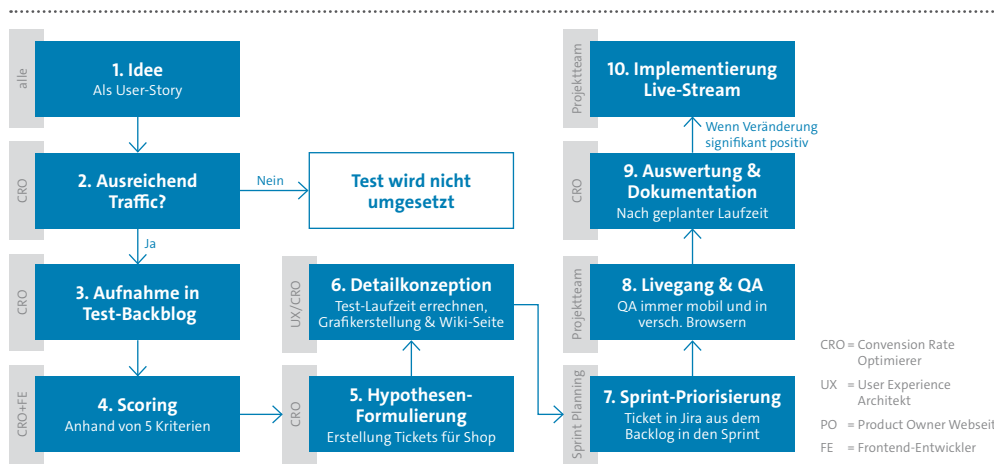 alle
1. Idee
Als User-Story
CRO
2. Ausreichend
Traffic?
Nein
Test wird nicht
umgesetzt
Ja
CRO
3. Aufnahme in
Test-Backblog
CRO+FE
4. Scoring
Anhand von 5 Kriterien
CRO
5. Hypothesen-
Formulierung
Erstellung Tickets für Shop
UX/CRO
6. Detailkonzeption
Test-Laufzeit errechnen,
Grafikerstellung & Wiki-Seite
Sprint Planning
7. Sprint-Priorisierung
Ticket in Jira aus dem
Backlog in den Sprint
Projektteam
8. Livegang & QA
QA immer mobil und in
versch. Browsern
CRO
9. Auswertung &
Dokumentation
Nach geplanter Laufzeit
Wenn Veränderung
signifikant positiv
Projektteam
10. Implementierung
Live-Stream
CRO = Convension Rate
Optimierer
UX = User Experience
Architekt
PO = Product Owner Webseit
FE = Frontend-Entwickler